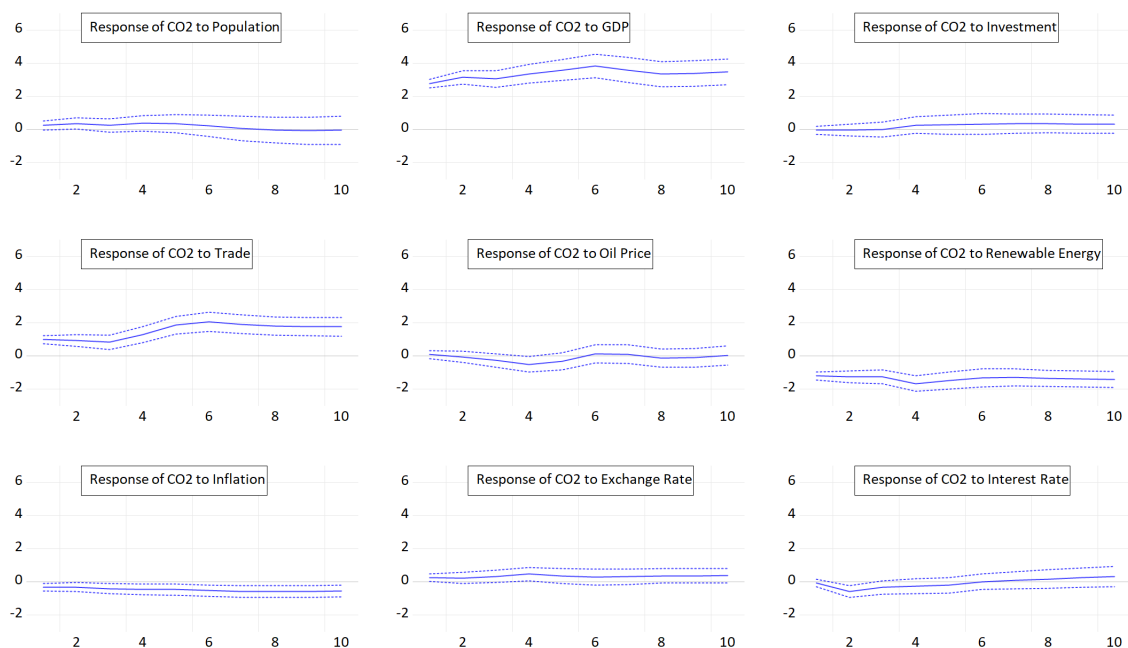 Response of CO2 to Population
6
4
2
0
-2
2 4 6 8 10
Response of CO2 to GDP
6
4
2
0
-2
2 4 6 8 10
Response of CO2 to Investment
6
4
2
0
-2
2 4 6 8 10
Response of CO2 to Trade
6
4
2
0
-2
2 4 6 8 10
Response of CO2 to Oil Price
6
4
2
0
-2
2 4 6 8 10
Response of CO2 to Renewable Energy
6
4
2
0
-2
2 4 6 8 10
Response of CO2 to Inflation
6
4
2
0
-2
2 4 6 8 10
Response of CO2 to Exchange Rate
6
4
2
0
-2
2 4 6 8 10
Response of CO2 to Interest Rate
6
4
2
0
-2
2 4 6 8 10